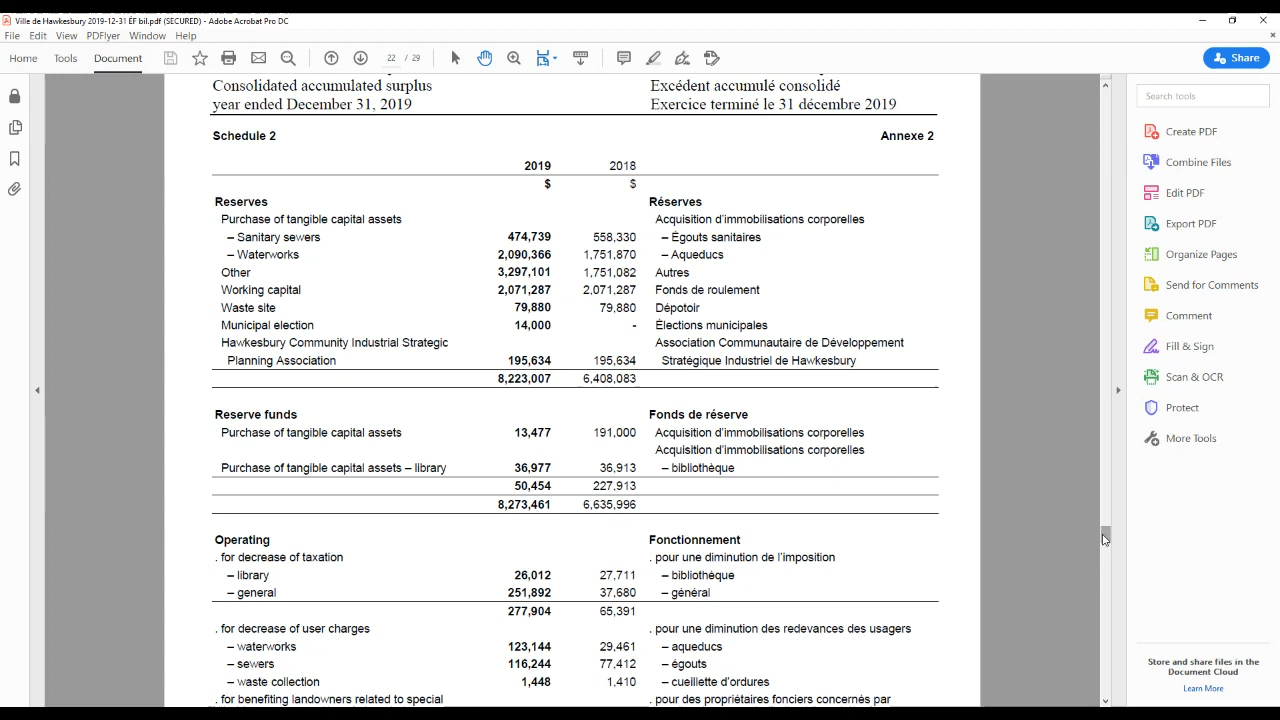 Ville de Hawkesbury 2019-12-31 ÉF bil.pdf (SECURED) - Adobe Acrobat Pro DC
File Edit View PDFlyer Window Help
Home Tools Document 22 / 29 Share
Consolidated accumulated surplus Excédent accumulé consolidé
year ended December 31, 2019 Exercice terminé le 31 décembre 2019
Schedule 2 Annexe 2
2019 2018
$ $
Reserves Réserves
Purchase of tangible capital assets Acquisition d'immobilisations corporelles
– Sanitary sewers 474,739 558,330 – Égouts sanitaires
– Waterworks 2,090,366 1,751,870 – Aqueducs
Other 3,297,101 1,751,082 Autres
Working capital 2,071,287 2,071,287 Fonds de roulement
Waste site 79,880 79,880 Dépotoir
Municipal election 14,000 - Élections municipales
Hawkesbury Community Industrial Strategic Association Communautaire de Développement
Planning Association 195,634 195,634 Stratégique Industriel de Hawkesbury
8,223,007 6,408,083
Reserve funds Fonds de réserve
Purchase of tangible capital assets 13,477 191,000 Acquisition d'immobilisations corporelles
Acquisition d'immobilisations corporelles
Purchase of tangible capital assets – library 36,977 36,913 – bibliothèque
50,454 227,913
8,273,461 6,635,996
Operating Fonctionnement
. for decrease of taxation . pour une diminution de l'imposition
– library 26,012 27,711 – bibliothèque
– general 251,892 37,680 – général
277,904 65,391
. for decrease of user charges . pour une diminution des redevances des usagers
– waterworks 123,144 29,461 – aqueducs
– sewers 116,244 77,412 – égouts
– waste collection 1,448 1,410 – cueillette d'ordures
. for benefiting landowners related to special . pour des propriétaires fonciers concernés par
Search tools
Create PDF
Combine Files
Edit PDF
Export PDF
Organize Pages
Send for Comments
Comment
Fill & Sign
Scan & OCR
Protect
More Tools
Store and share files in the
Document Cloud
Learn More